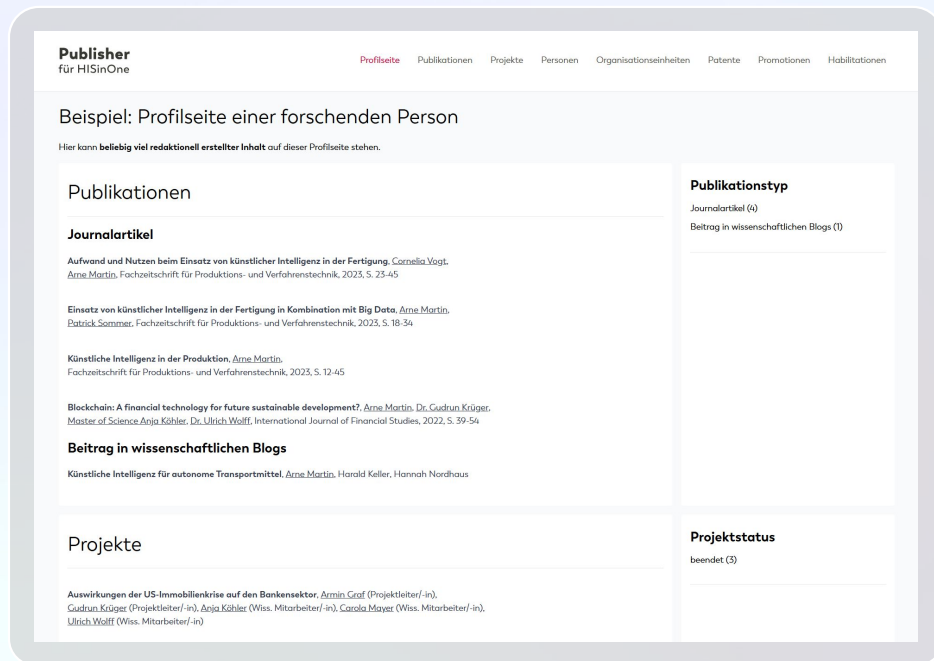 Publisher
für HISinOne
Profilseite Publikationen Projekte Personen Organisationseinheiten Patente Promotionen Habilitationen
Beispiel: Profilseite einer forschenden Person
Hier kann beliebig viel redaktionell erstellter Inhalt auf dieser Profilseite stehen.
Publikationen
Journalartikel
Aufwand und Nutzen beim Einsatz von künstlicher Intelligenz in der Fertigung, Cornelia Vogt,
Arne Martin, Fachzeitschrift für Produktions- und Verfahrenstechnik, 2023, S. 23-45
Einsatz von künstlicher Intelligenz in der Fertigung in Kombination mit Big Data, Arne Martin,
Patrick Sommer, Fachzeitschrift für Produktions- und Verfahrenstechnik, 2023, S. 18-34
Künstliche Intelligenz in der Produktion, Arne Martin,
Fachzeitschrift für Produktions- und Verfahrenstechnik, 2023, S. 12-45
Blockchain: A financial technology for future sustainable development?, Arne Martin, Dr. Gudrun Krüger,
Master of Science Anja Köhler, Dr. Ulrich Wolff, International Journal of Financial Studies, 2022, S. 39-54
Beitrag in wissenschaftlichen Blogs
Künstliche Intelligenz für autonome Transportmittel, Arne Martin, Harald Keller, Hannah Nordhaus
Publikationstyp
Journalartikel (4)
Beitrag in wissenschaftlichen Blogs (1)
Projekte
Auswirkungen der US-Immobilienkrise auf den Bankensektor, Armin Graf (Projektleiter/-in),
Gudrun Krüger (Projektleiter/-in), Anja Köhler (Wiss. Mitarbeiter/-in), Carola Mayer (Wiss. Mitarbeiter/-in),
Ulrich Wolff (Wiss. Mitarbeiter/-in)
Projektstatus
beendet (3)